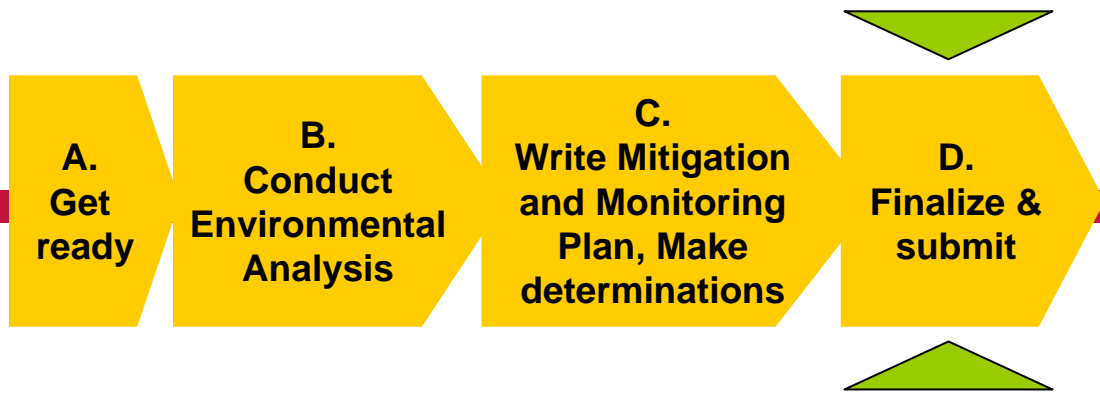 A.
Get
ready
B.
Conduct
Environmental
Analysis
C.
Write Mitigation
and Monitoring
Plan, Make
determinations
D.
Finalize &
submit